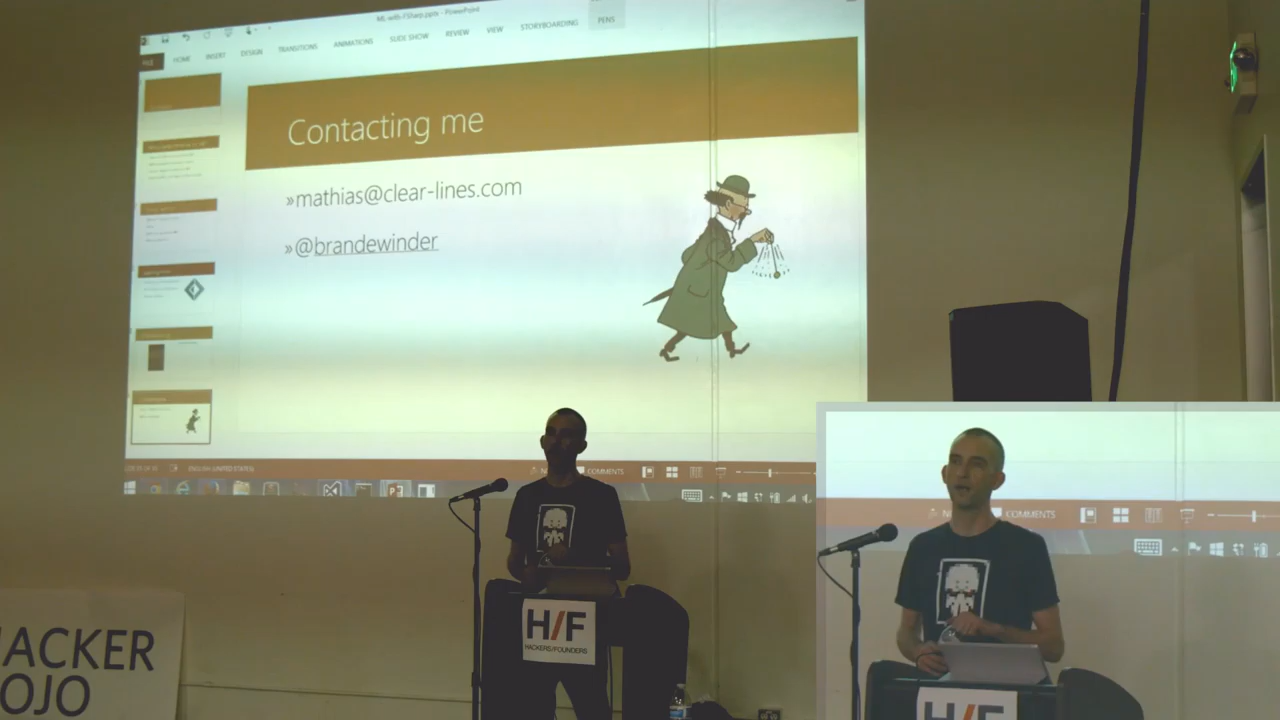 ML-with-FSharp.pptx - PowerPoint
FILE HOME INSERT DESIGN TRANSITIONS ANIMATIONS SLIDE SHOW REVIEW VIEW STORYBOARDING PENS
Contacting me
»mathias@clear-lines.com
»@brandewinder
ENGLISH (UNITED STATES)
COMMENTS
COMMENTS
H/F
HACKERS/FOUNDERS
H/F
ACKER
OJO